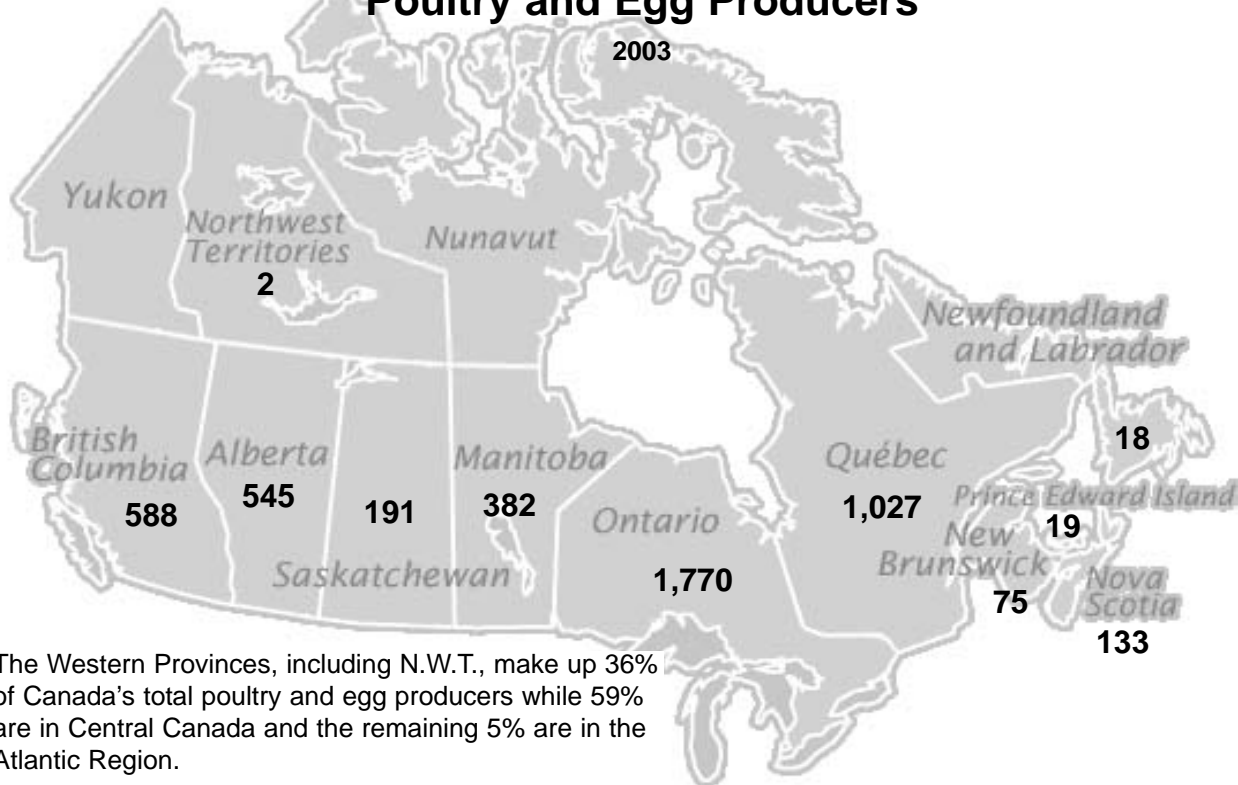 Poultry and Egg Producers
2003
Yukon
Northwest
Territories
2
Nunavut
Newfoundland
and Labrador
18
British
Columbia
588
Alberta
545
191
Saskatchewan
Manitoba
382
Ontario
1,770
Québec
1,027
Prince Edward Island
19
New
Brunswick
75
Nova
Scotia
133
The Western Provinces, including N.W.T., make up 36%
of Canada’s total poultry and egg producers while 59%
are in Central Canada and the remaining 5% are in the
Atlantic Region.